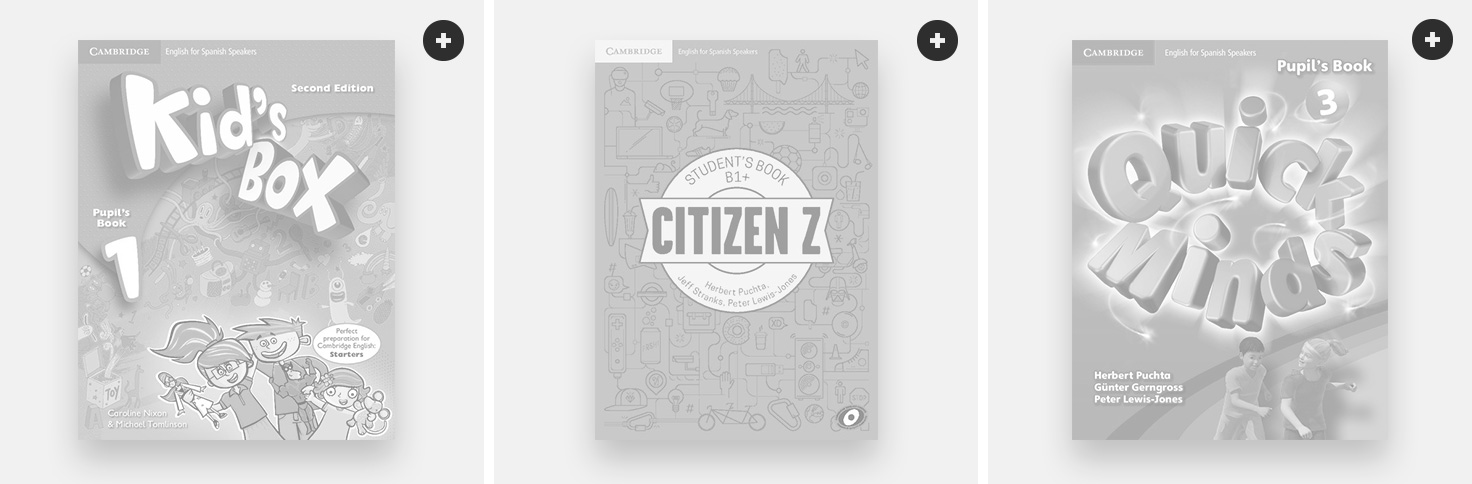 CAMBRIDGE English for Spanish Speakers
Second Edition
Kid's
BOX
Pupil's
Book
1
Perfect
preparation for
Cambridge English:
Starters
TOY
Caroline Nixon
& Michael Tomlinson
CAMBRIDGE English for Spanish Speakers
STUDENT'S BOOK
B1+
CITIZEN Z
Herbert Puchta,
Jeff Stranks, Peter Lewis-Jones
CAMBRIDGE English for Spanish Speakers
Pupil's Book
3
Quick
Minds
Herbert Puchta
Günter Gerngross
Peter Lewis-Jones